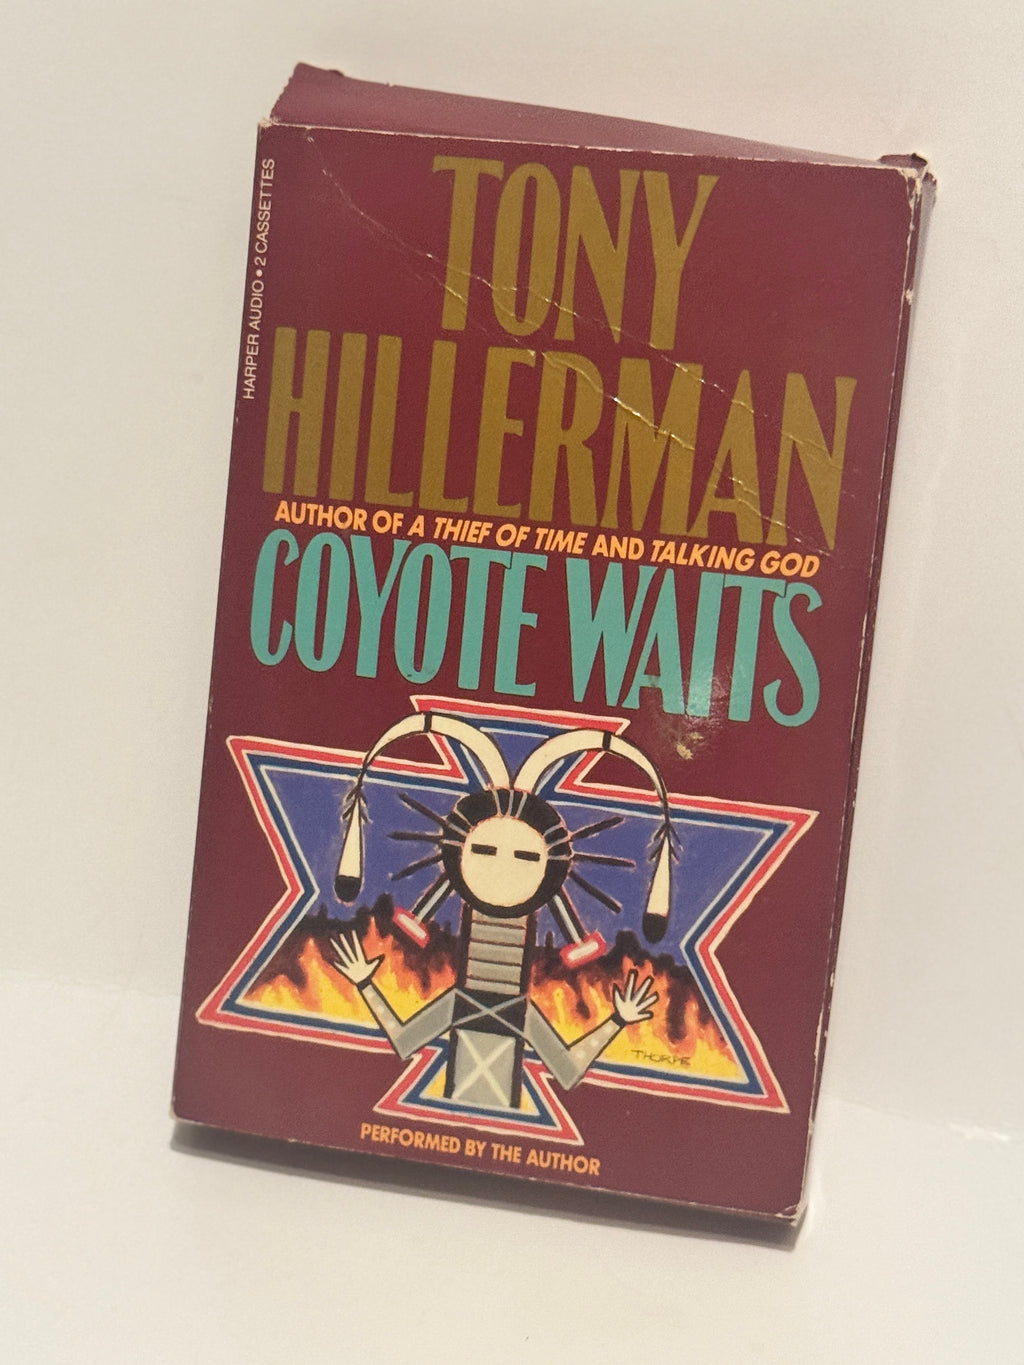 HARPER AUDIO • 2 CASSETTES
TONY
HILLERMAN
AUTHOR OF A THIEF OF TIME AND TALKING GOD
COYOTE WAITS
THORPE
PERFORMED BY THE AUTHOR